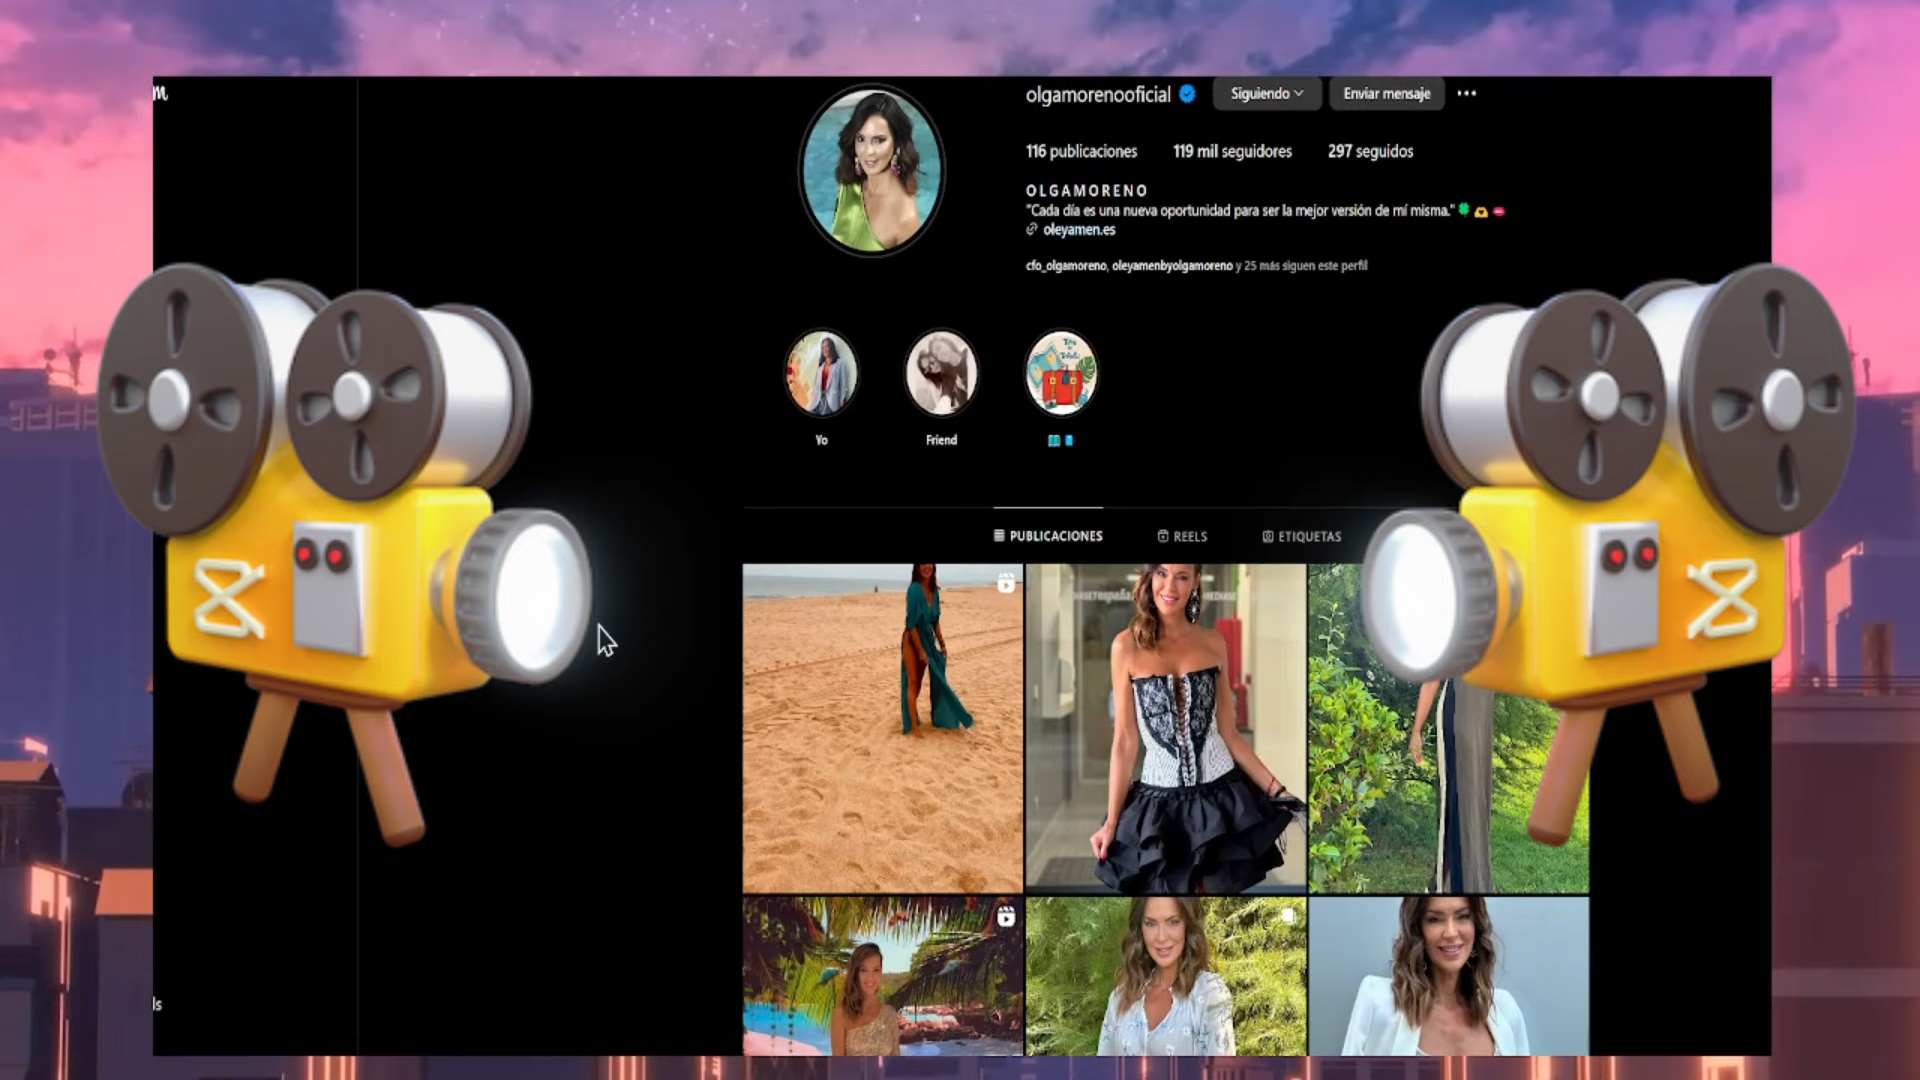 m
olgamorenooficial
Siguiendo
Enviar mensaje
116 publicaciones
119 mil seguidores
297 seguidos
OLGAMORENO
"Cada día es una nueva oportunidad para ser la mejor versión de mí misma."
oleyamen.es
cfo_olgamoreno, oleyamenbyolgamoreno y 25 más siguen este perfil
Yo
Friend
PUBLICACIONES
REELS
ETIQUETAS
ls